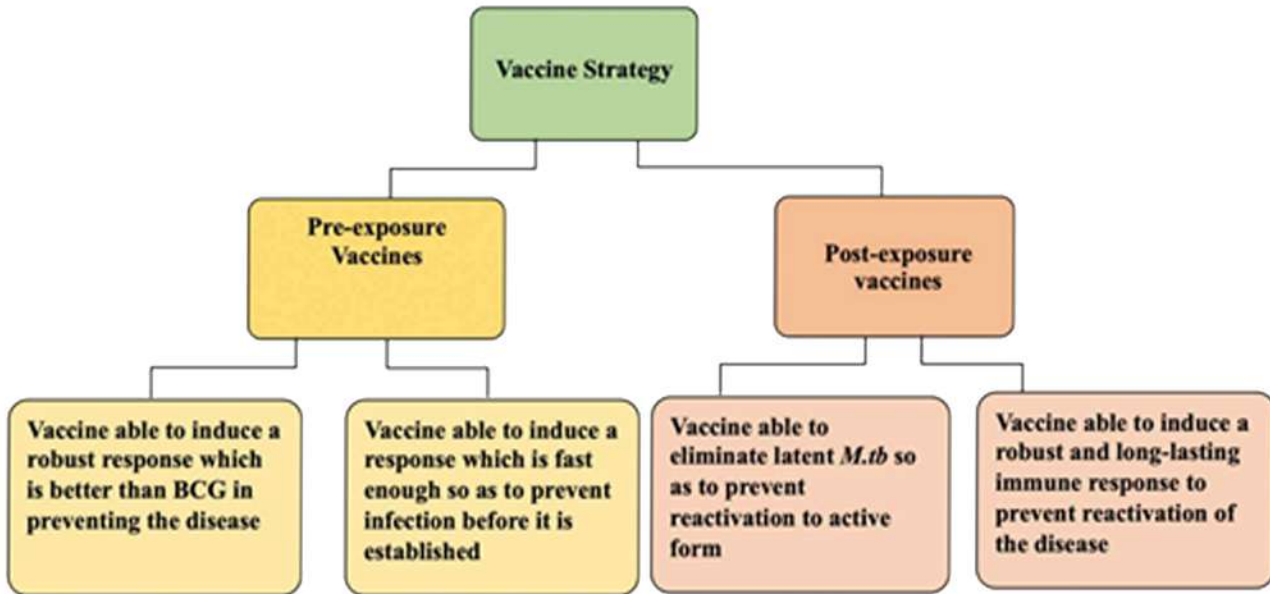 Vaccine Strategy
Pre-exposure
Vaccines
Post-exposure
vaccines
Vaccine able to induce a
robust response which
is better than BCG in
preventing the disease
Vaccine able to induce a
response which is fast
enough so as to prevent
infection before it is
established
Vaccine able to
eliminate latent M.tb so
as to prevent
reactivation to active
form
Vaccine able to induce a
robust and long-lasting
immune response to
prevent reactivation of
the disease